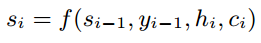 s_i = f(s_{i−1}, y_{i−1}, h_i, c_i)